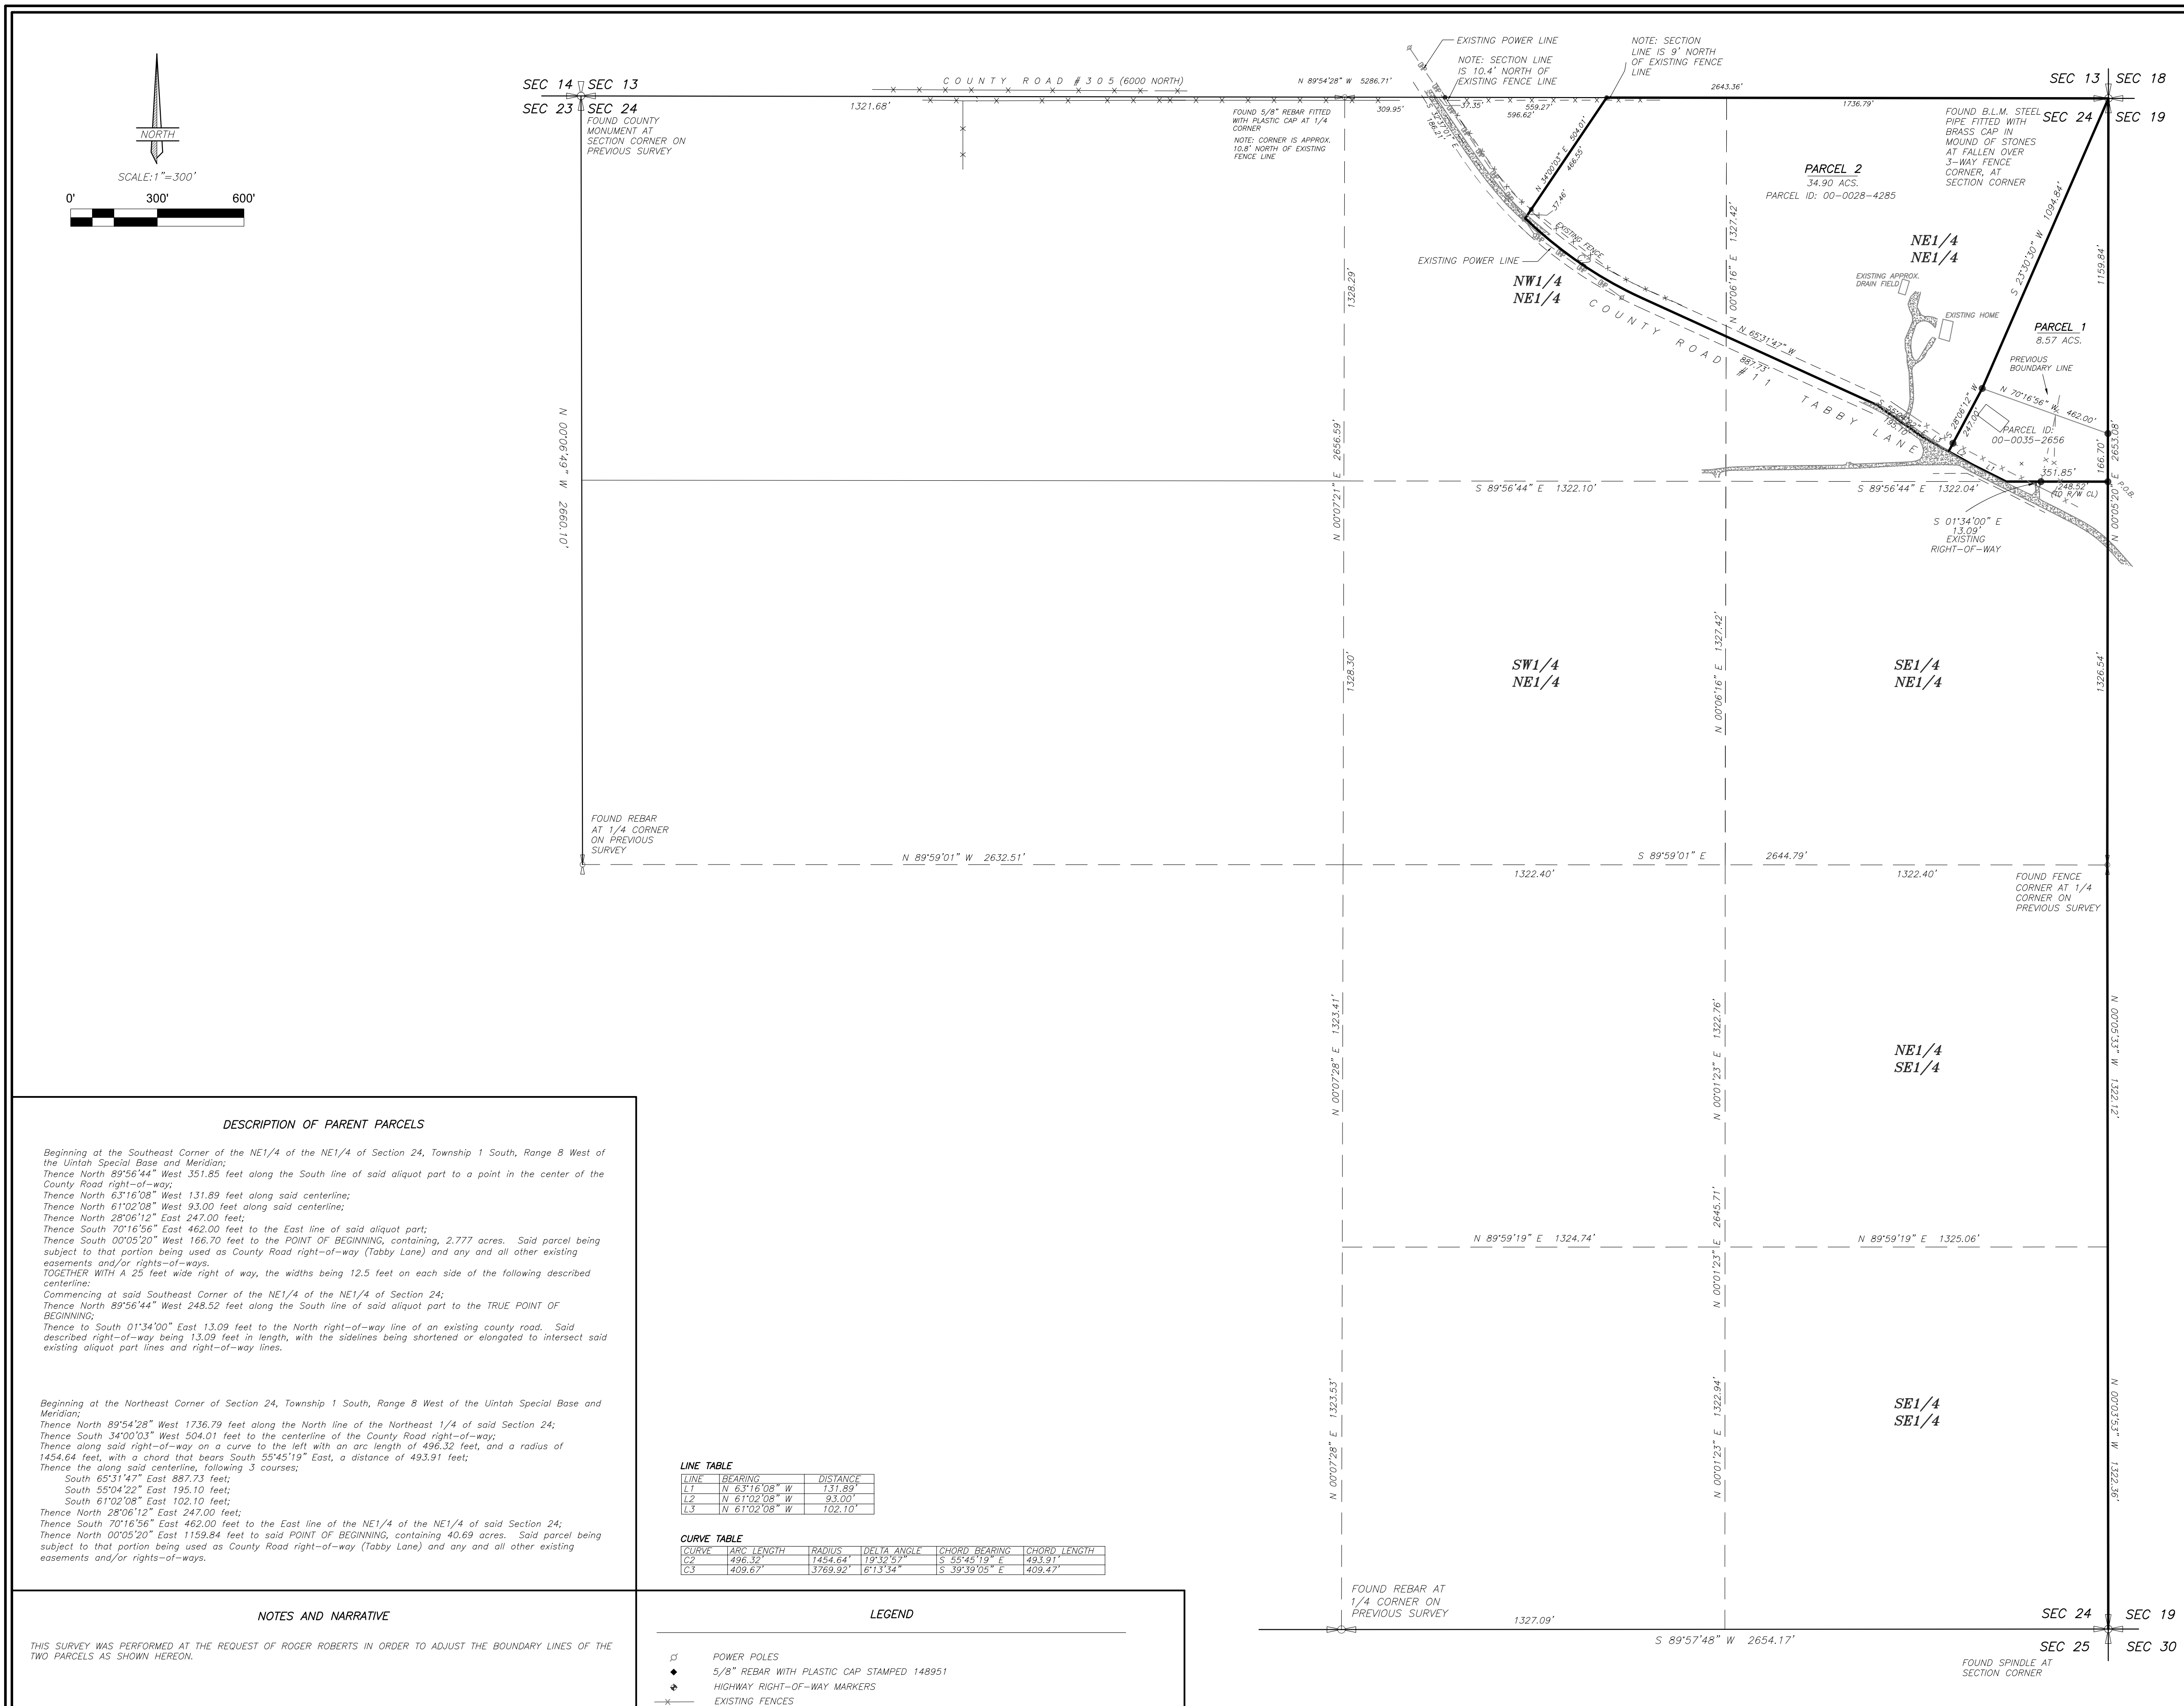 NORTH
SCALE:1"=300'
0' 300' 600'
SEC 14 SEC 13
SEC 23 SEC 24
FOUND COUNTY
MONUMENT AT
SECTION CORNER ON
PREVIOUS SURVEY
COUNTY ROAD #305 (6000 NORTH)
1321.68'
N 89°54'28" W 5286.71'
FOUND 5/8" REBAR FITTED
WITH PLASTIC CAP AT 1/4
CORNER
NOTE: CORNER IS APPROX.
10.8' NORTH OF EXISTING
FENCE LINE
309.95'
EXISTING POWER LINE
NOTE: SECTION LINE
IS 10.4' NORTH OF
EXISTING FENCE LINE
NOTE: SECTION
LINE IS 9' NORTH
OF EXISTING FENCE
LINE
37.35'
559.27'
596.62'
S 32°37'01" E
186.21'
2643.36'
1736.79'
SEC 13 SEC 18
SEC 24 SEC 19
FOUND B.L.M. STEEL
PIPE FITTED WITH
BRASS CAP IN
MOUND OF STONES
AT FALLEN OVER
3-WAY FENCE
CORNER, AT
SECTION CORNER
N 34°00'03" E 504.01'
466.55'
37.46'
PARCEL 2
34.90 ACS.
PARCEL ID: 00-0028-4285
EXISTING FENCE
C2
OHP
EXISTING POWER LINE
NW1/4
NE1/4
NE1/4
NE1/4
1328.29'
N 00°06'16" E 1327.42'
S 23°30'30" W 1094.84'
1159.84'
EXISTING APPROX.
DRAIN FIELD
EXISTING HOME
PARCEL 1
8.57 ACS.
PREVIOUS
BOUNDARY LINE
COUNTY ROAD #11
TABBY LANE
N 65°31'47" W
887.73'
S 55°04'22" E
195.10'
L3
L2
L1
S 28°06'12" W
247.00'
N 70°16'56" W 462.00'
PARCEL ID:
00-0035-2656
351.85'
248.52'
(TO R/W CL)
166.70'
P.O.B.
N 00°05'20" E 2653.08'
S 01°34'00" E
13.09'
EXISTING
RIGHT-OF-WAY
N 00°06'49" W 2660.10'
N 00°07'21" E 2656.59'
S 89°56'44" E 1322.10'
S 89°56'44" E 1322.04'
1328.30'
SW1/4
NE1/4
N 00°06'16" E 1327.42'
SE1/4
NE1/4
1326.54'
FOUND REBAR
AT 1/4 CORNER
ON PREVIOUS
SURVEY
N 89°59'01" W 2632.51'
S 89°59'01" E 2644.79'
1322.40'
1322.40'
FOUND FENCE
CORNER AT 1/4
CORNER ON
PREVIOUS SURVEY
N 00°07'28" E 1323.41'
N 00°01'23" E 1322.76'
NE1/4
SE1/4
N 00°05'33" W 1322.12'
N 00°01'23" E 2645.71'
N 89°59'19" E 1324.74'
N 89°59'19" E 1325.06'
N 00°07'28" E 1323.53'
N 00°01'23" E 1322.94'
SE1/4
SE1/4
N 00°03'53" W 1322.36'
FOUND REBAR AT
1/4 CORNER ON
PREVIOUS SURVEY
1327.09'
S 89°57'48" W 2654.17'
SEC 24 SEC 19
SEC 25 SEC 30
FOUND SPINDLE AT
SECTION CORNER
DESCRIPTION OF PARENT PARCELS
Beginning at the Southeast Corner of the NE1/4 of the NE1/4 of Section 24, Township 1 South, Range 8 West of
the Uintah Special Base and Meridian;
Thence North 89°56'44" West 351.85 feet along the South line of said aliquot part to a point in the center of the
County Road right-of-way;
Thence North 63°16'08" West 131.89 feet along said centerline;
Thence North 61°02'08" West 93.00 feet along said centerline;
Thence North 28°06'12" East 247.00 feet;
Thence South 70°16'56" East 462.00 feet to the East line of said aliquot part;
Thence South 00°05'20" West 166.70 feet to the POINT OF BEGINNING, containing, 2.777 acres. Said parcel being
subject to that portion being used as County Road right-of-way (Tabby Lane) and any and all other existing
easements and/or rights-of-ways.
TOGETHER WITH A 25 feet wide right of way, the widths being 12.5 feet on each side of the following described
centerline:
Commencing at said Southeast Corner of the NE1/4 of the NE1/4 of Section 24;
Thence North 89°56'44" West 248.52 feet along the South line of said aliquot part to the TRUE POINT OF
BEGINNING;
Thence to South 01°34'00" East 13.09 feet to the North right-of-way line of an existing county road. Said
described right-of-way being 13.09 feet in length, with the sidelines being shortened or elongated to intersect said
existing aliquot part lines and right-of-way lines.
Beginning at the Northeast Corner of Section 24, Township 1 South, Range 8 West of the Uintah Special Base and
Meridian;
Thence North 89°54'28" West 1736.79 feet along the North line of the Northeast 1/4 of said Section 24;
Thence South 34°00'03" West 504.01 feet to the centerline of the County Road right-of-way;
Thence along said right-of-way on a curve to the left with an arc length of 496.32 feet, and a radius of
1454.64 feet, with a chord that bears South 55°45'19" East, a distance of 493.91 feet;
Thence the along said centerline, following 3 courses;
South 65°31'47" East 887.73 feet;
South 55°04'22" East 195.10 feet;
South 61°02'08" East 102.10 feet;
Thence North 28°06'12" East 247.00 feet;
Thence South 70°16'56" East 462.00 feet to the East line of the NE1/4 of the NE1/4 of said Section 24;
Thence North 00°05'20" East 1159.84 feet to said POINT OF BEGINNING, containing 40.69 acres. Said parcel being
subject to that portion being used as County Road right-of-way (Tabby Lane) and any and all other existing
easements and/or rights-of-ways.
LINE TABLE
LINE BEARING DISTANCE
L1 N 63°16'08" W 131.89'
L2 N 61°02'08" W 93.00'
L3 N 61°02'08" W 102.10'
CURVE TABLE
CURVE ARC LENGTH RADIUS DELTA ANGLE CHORD BEARING CHORD LENGTH
C2 496.32' 1454.64' 19°32'57" S 55°45'19" E 493.91'
C3 409.67' 3769.92' 6°13'34" S 39°39'05" E 409.47'
NOTES AND NARRATIVE
THIS SURVEY WAS PERFORMED AT THE REQUEST OF ROGER ROBERTS IN ORDER TO ADJUST THE BOUNDARY LINES OF THE
TWO PARCELS AS SHOWN HEREON.
LEGEND
POWER POLES
5/8" REBAR WITH PLASTIC CAP STAMPED 148951
HIGHWAY RIGHT-OF-WAY MARKERS
EXISTING FENCES